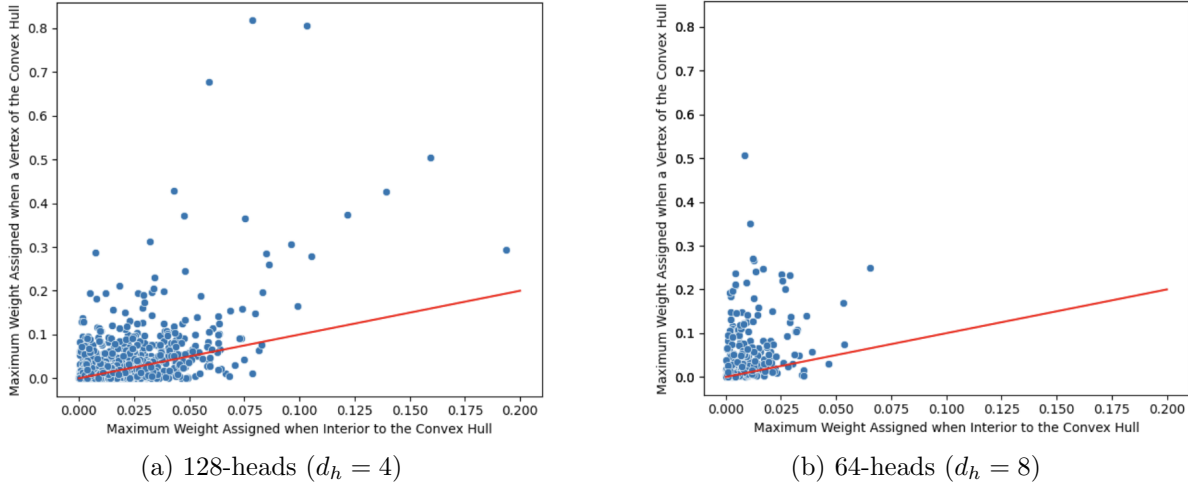 Maximum Weight Assigned when a Vertex of the Convex Hull
0.8
0.7
0.6
0.5
0.4
0.3
0.2
0.1
0.0
0.000 0.025 0.050 0.075 0.100 0.125 0.150 0.175 0.200
Maximum Weight Assigned when Interior to the Convex Hull
(a) 128-heads (d_h = 4)
Maximum Weight Assigned when a Vertex of the Convex Hull
0.8
0.7
0.6
0.5
0.4
0.3
0.2
0.1
0.0
0.000 0.025 0.050 0.075 0.100 0.125 0.150 0.175 0.200
Maximum Weight Assigned when Interior to the Convex Hull
(b) 64-heads (d_h = 8)